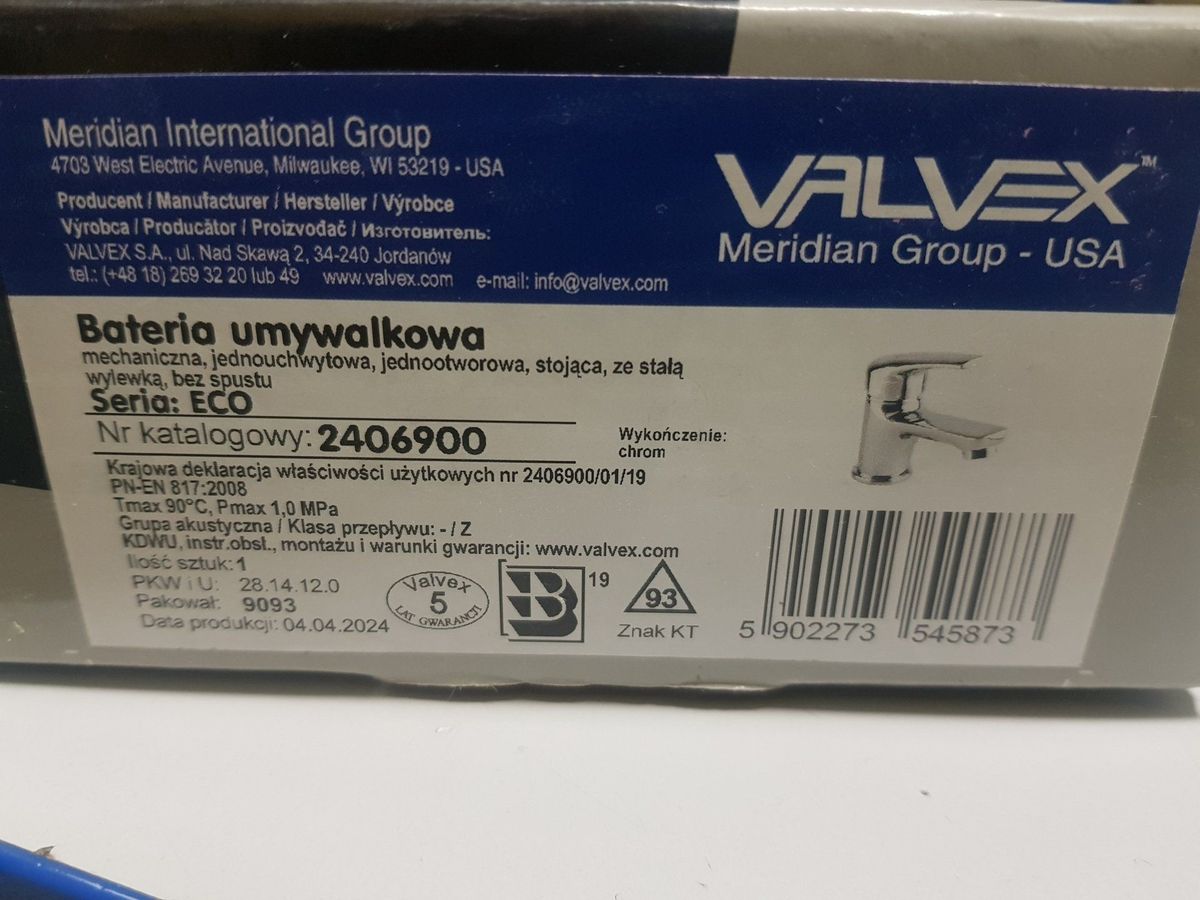 Meridian International Group
4703 West Electric Avenue, Milwaukee, WI 53219 - USA
Producent / Manufacturer / Hersteller / Výrobce
Výrobca / Producător / Proizvođač / Изготовитель:
VALVEX S.A., ul. Nad Skawą 2, 34-240 Jordanów
tel.: (+48 18) 269 32 20 lub 49 www.valvex.com e-mail: info@valvex.com
VALVEX™
Meridian Group - USA
Bateria umywalkowa
mechaniczna, jednouchwytowa, jednootworowa, stojąca, ze stałą
wylewką, bez spustu
Seria: ECO
Nr katalogowy: 2406900
Wykończenie:
chrom
Krajowa deklaracja właściwości użytkowych nr 2406900/01/19
PN-EN 817:2008
Tmax 90°C, Pmax 1,0 MPa
Grupa akustyczna / Klasa przepływu: - / Z
KDWU, instr.obsł., montażu i warunki gwarancji: www.valvex.com
Ilość sztuk: 1
PKW i U: 28.14.12.0
Pakował: 9093
Data produkcji: 04.04.2024
Valvex
5
LAT GWARANCJI
B
19
93
Znak KT
5 902273 545873